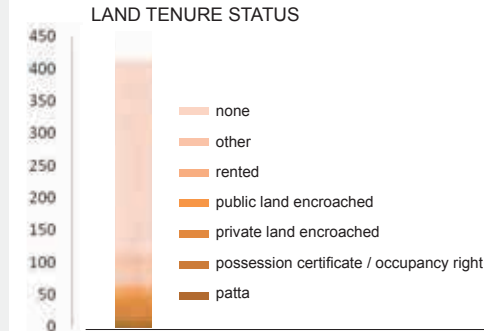 LAND TENURE STATUS
450
400
350
300
250
200
150
100
50
0
none
other
rented
public land encroached
private land encroached
possession certificate / occupancy right
patta